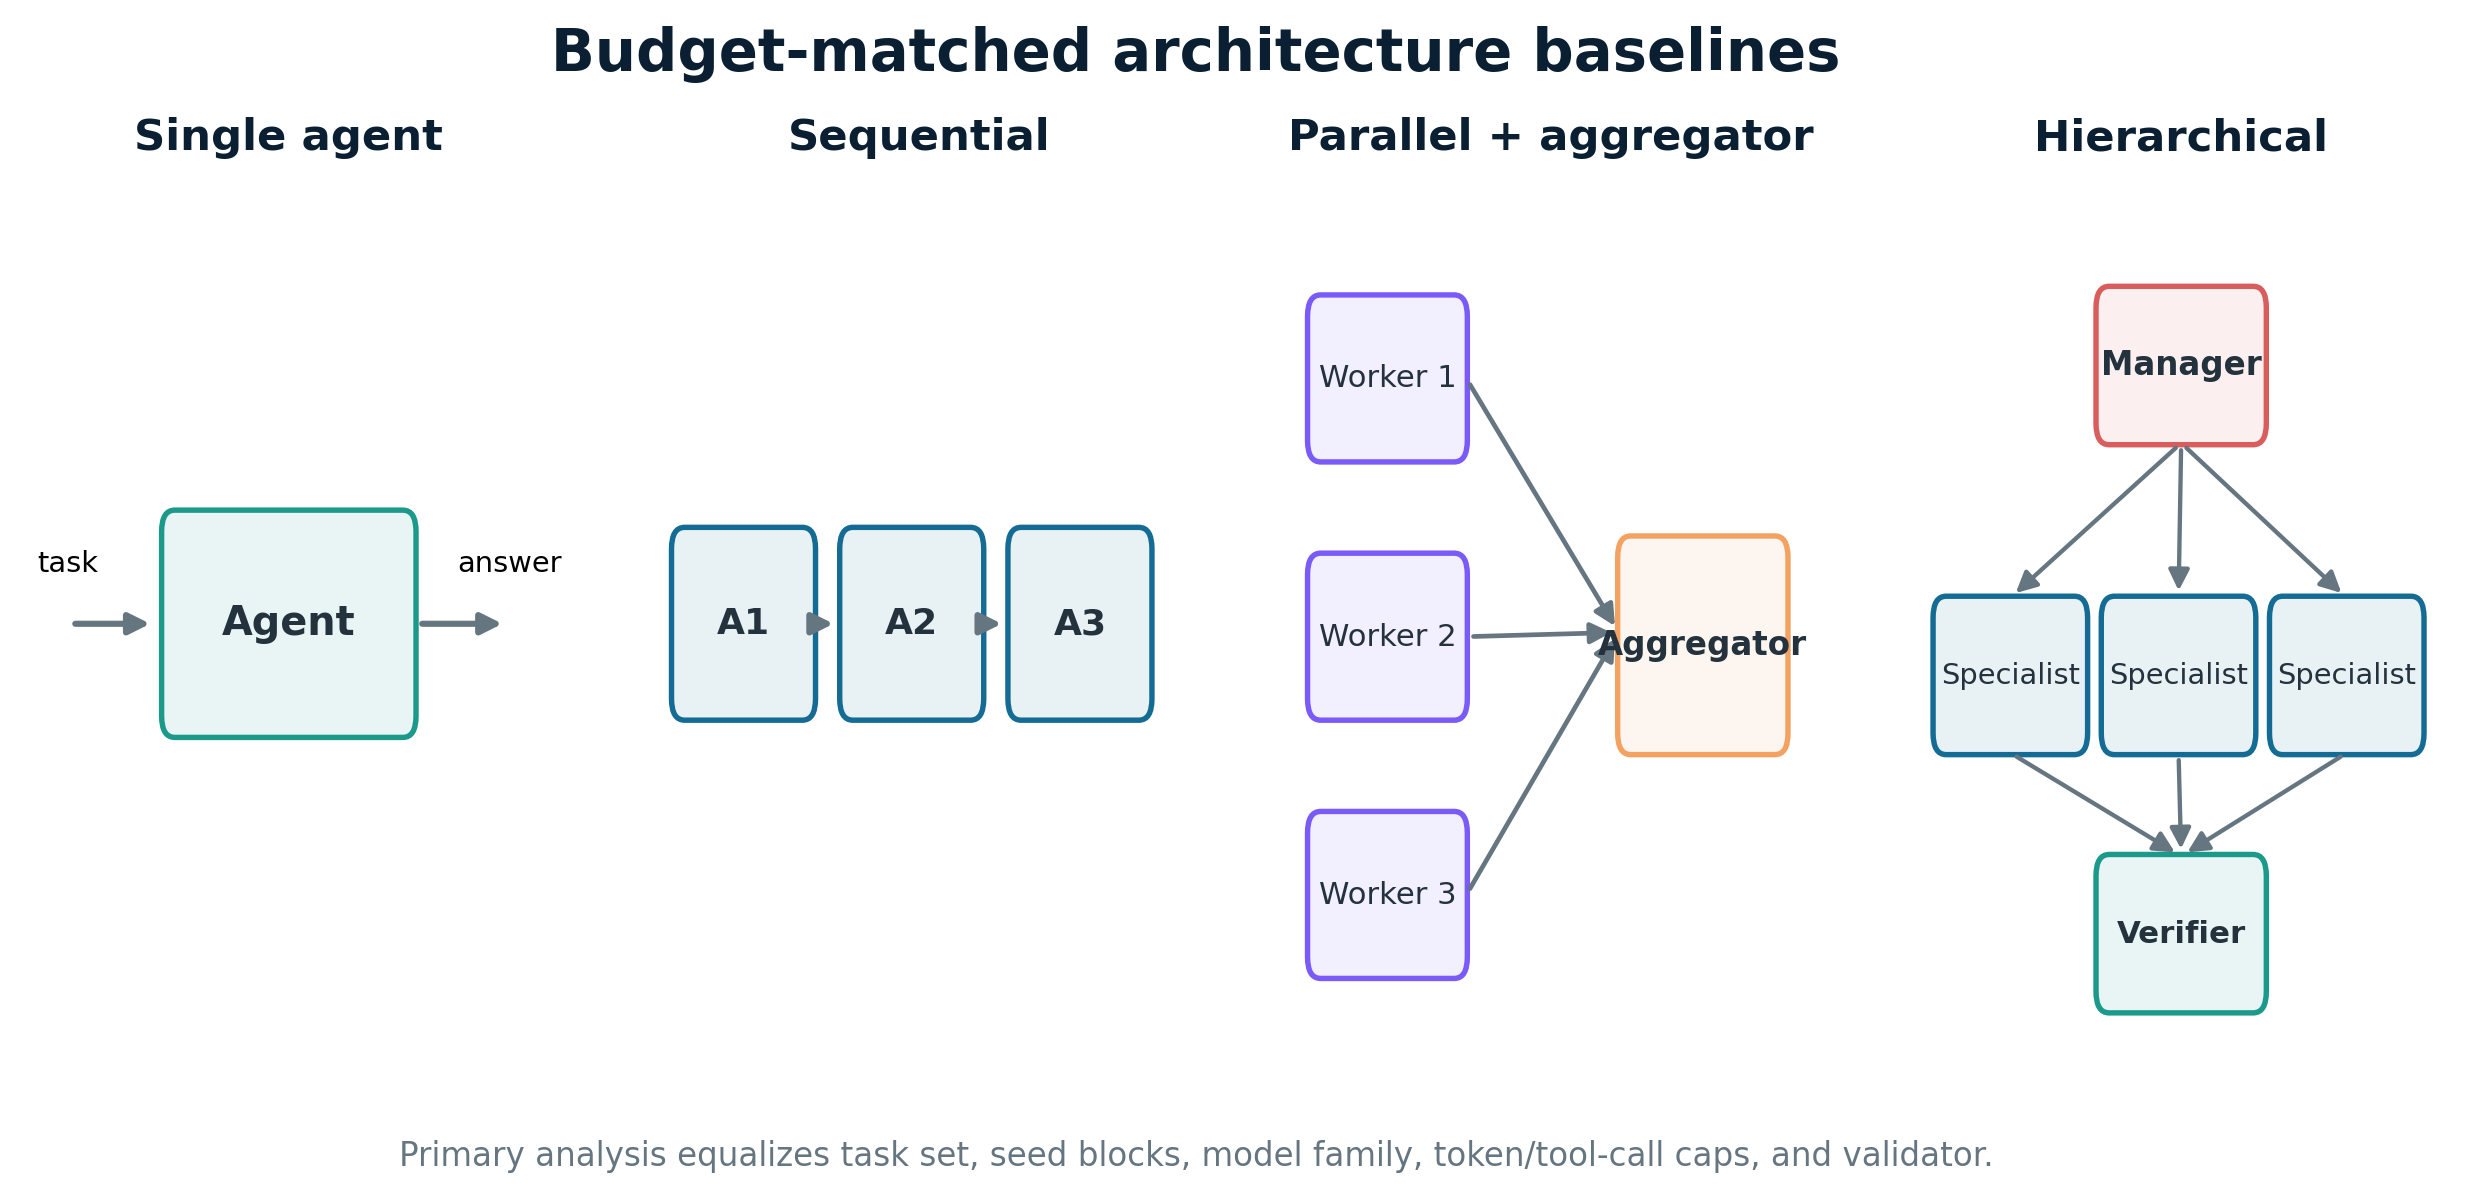 Budget-matched architecture baselines
Single agent
Sequential
Parallel + aggregator
Hierarchical
task
answer
Agent
A1
A2
A3
Worker 1
Worker 2
Worker 3
Aggregator
Manager
Specialist
Specialist
Specialist
Verifier
Primary analysis equalizes task set, seed blocks, model family, token/tool-call caps, and validator.